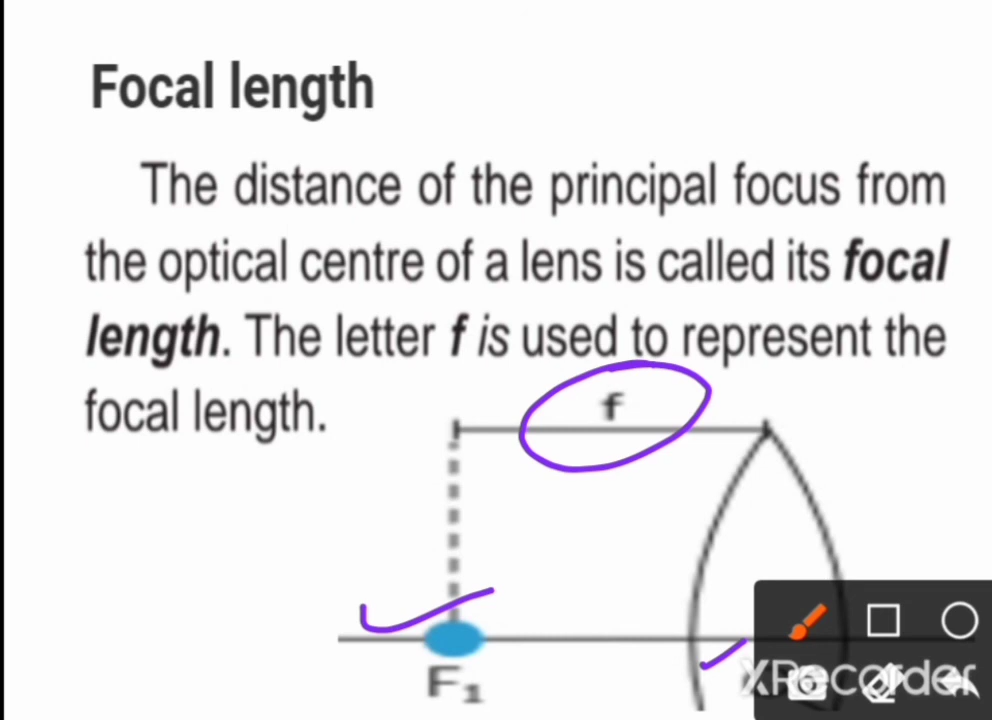 Focal length
The distance of the principal focus from
the optical centre of a lens is called its focal
length. The letter f is used to represent the
focal length.
f
F₁
XRecorder